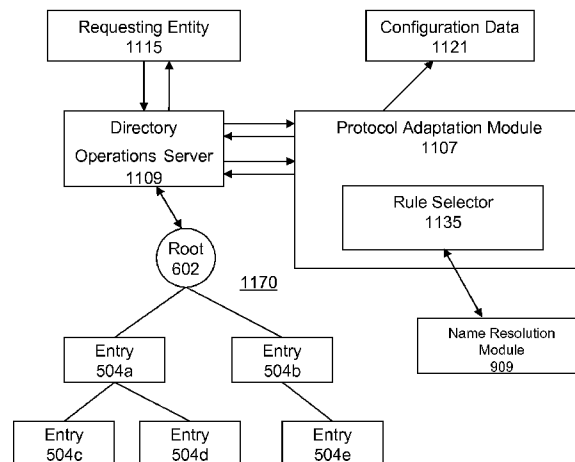 Requesting Entity
1115
Configuration Data
1121
Directory
Operations Server
1109
Protocol Adaptation Module
1107
Rule Selector
1135
Root
602
1170
Name Resolution
Module
909
Entry
504a
Entry
504b
Entry
504c
Entry
504d
Entry
504e